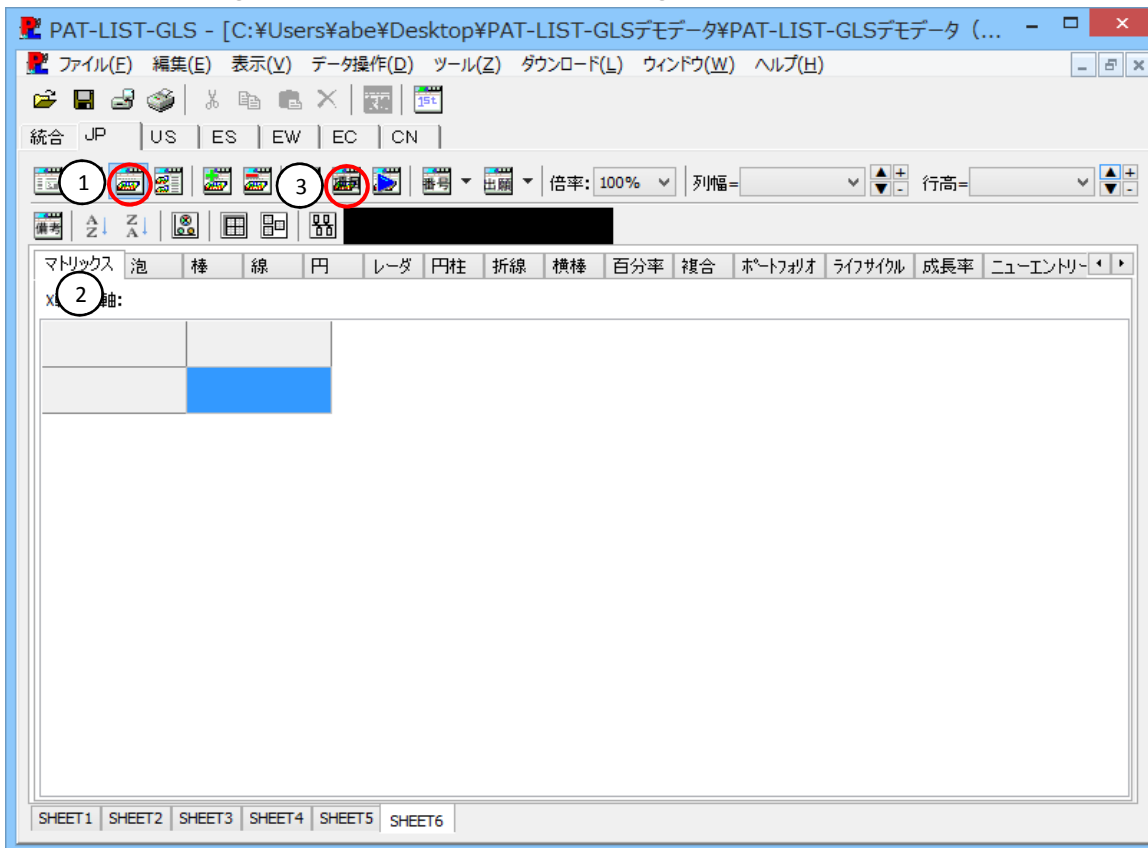 PAT-LIST-GLS - [C:¥Users¥abe¥Desktop¥PAT-LIST-GLSデモデータ¥PAT-LIST-GLSデモデータ (...
ファイル(F) 編集(E) 表示(V) データ操作(D) ツール(Z) ダウンロード(L) ウィンドウ(W) ヘルプ(H)
1st
統合 JP US ES EW EC CN
1 3 選択 番号 出願 倍率: 100% 列幅= 行高=
備考 A Z Z A
マトリックス 泡 棒 線 円 レーダ 円柱 折線 横棒 百分率 複合 ポートフォリオ ライフサイクル 成長率 ニューエントリー
X 2 軸:
SHEET1 SHEET2 SHEET3 SHEET4 SHEET5 SHEET6